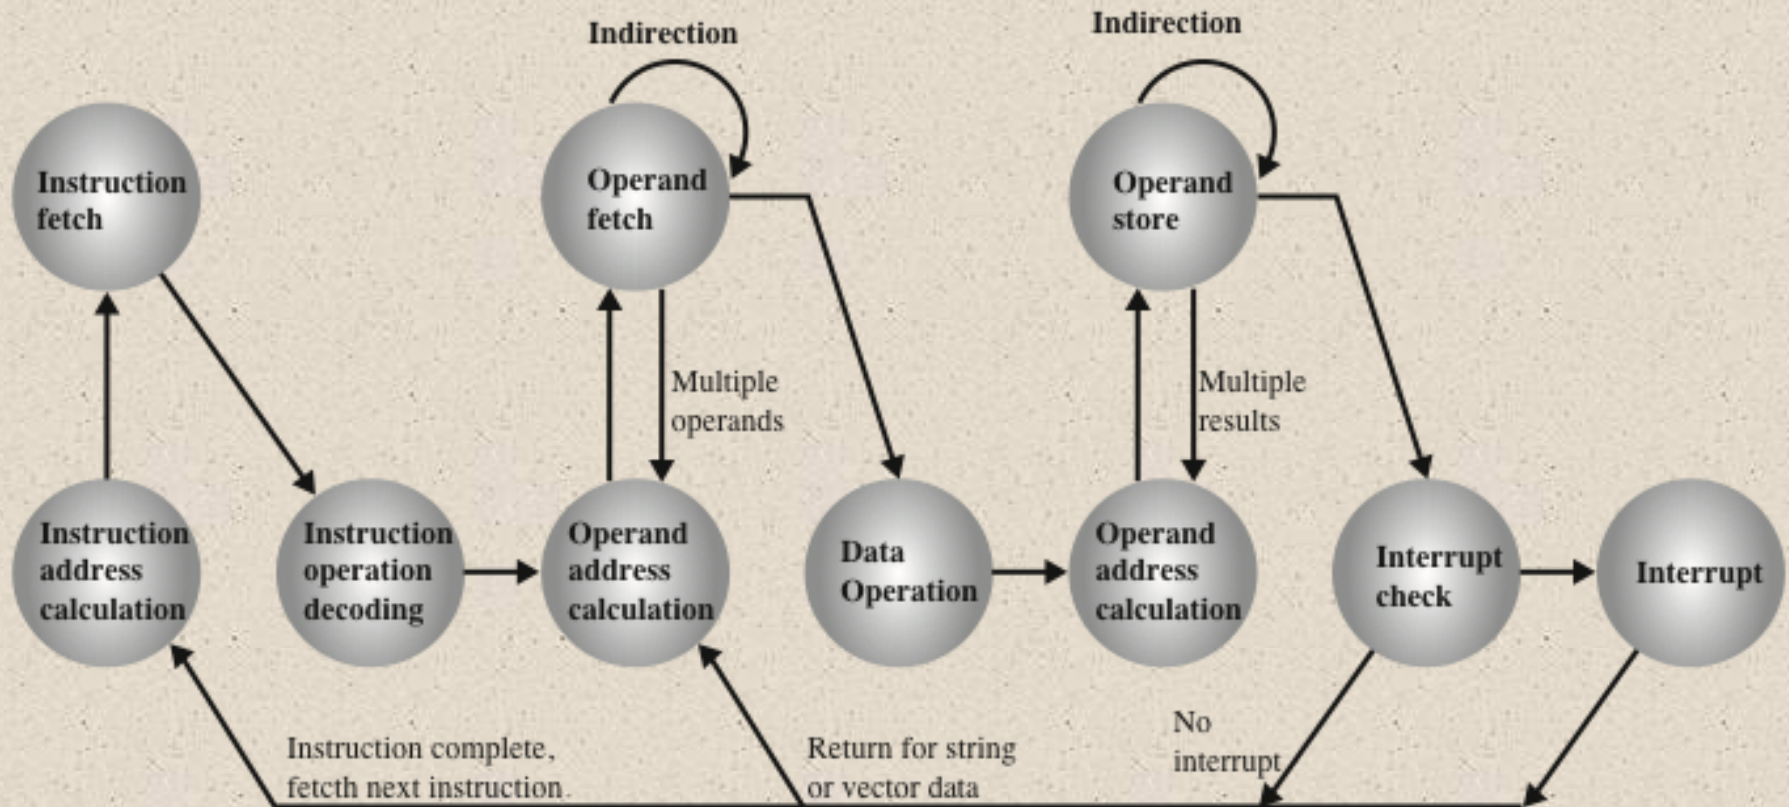 Indirection
Indirection
Instruction
fetch
Operand
fetch
Operand
store
Multiple
operands
Multiple
results
Instruction
address
calculation
Instruction
operation
decoding
Operand
address
calculation
Data
Operation
Operand
address
calculation
Interrupt
check
Interrupt
Instruction complete,
fetcth next instruction
Return for string
or vector data
No
interrupt